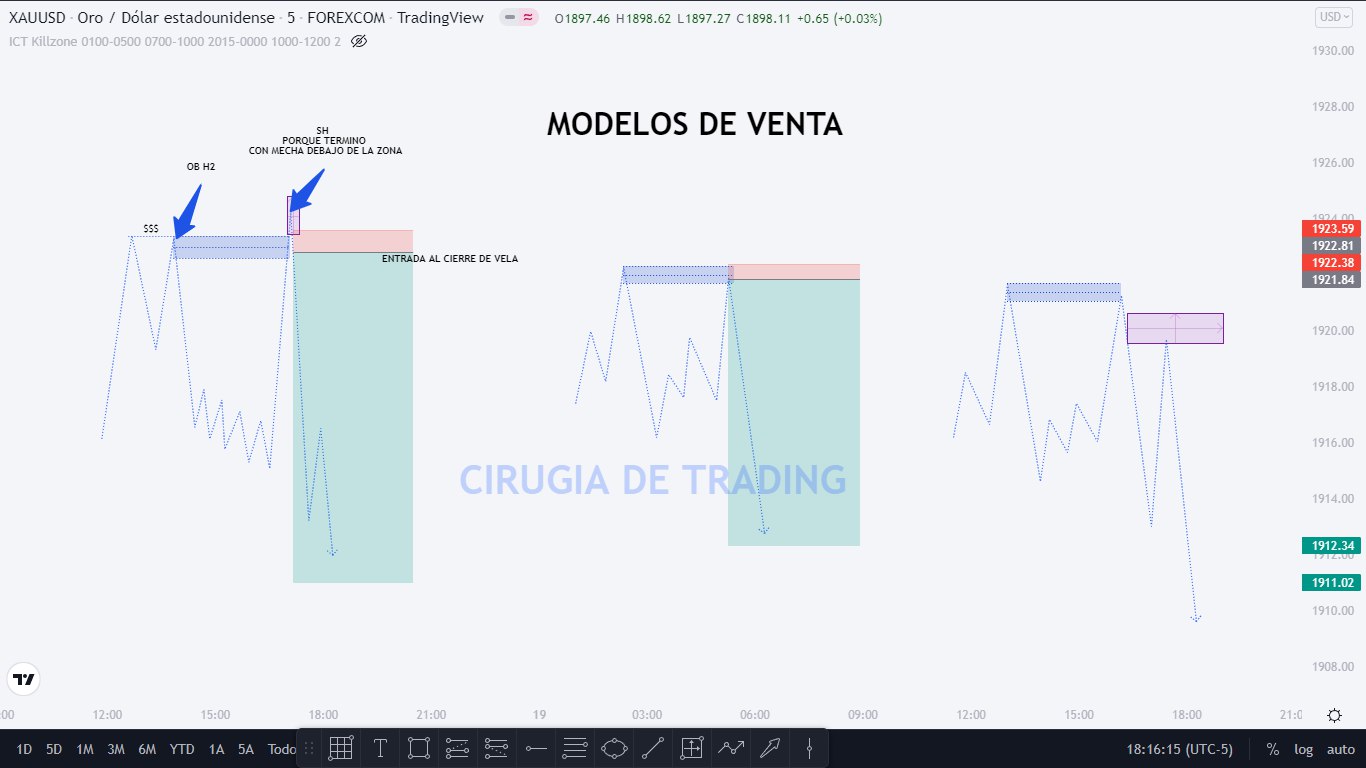 XAUUSD · Oro / Dólar estadounidense · 5 · FOREXCOM · TradingView O1897.46 H1898.62 L1897.27 C1898.11 +0.65 (+0.03%)
USD
ICT Killzone 0100-0500 0700-1000 2015-0000 1000-1200 2
1930.00
1928.00
MODELOS DE VENTA
SH
PORQUE TERMINO
CON MECHA DEBAJO DE LA ZONA
OB H2
1926.00
1924.00
$$$
1923.59
1922.81
1922.38
1921.84
ENTRADA AL CIERRE DE VELA
1920.00
1918.00
1916.00
CIRUGIA DE TRADING
1914.00
1912.34
1912.00
1911.02
1910.00
1908.00
12:00 15:00 18:00 21:00 19 03:00 06:00 09:00 12:00 15:00 18:00
1D 5D 1M 3M 6M YTD 1A 5A Todo 18:16:15 (UTC-5) % log auto